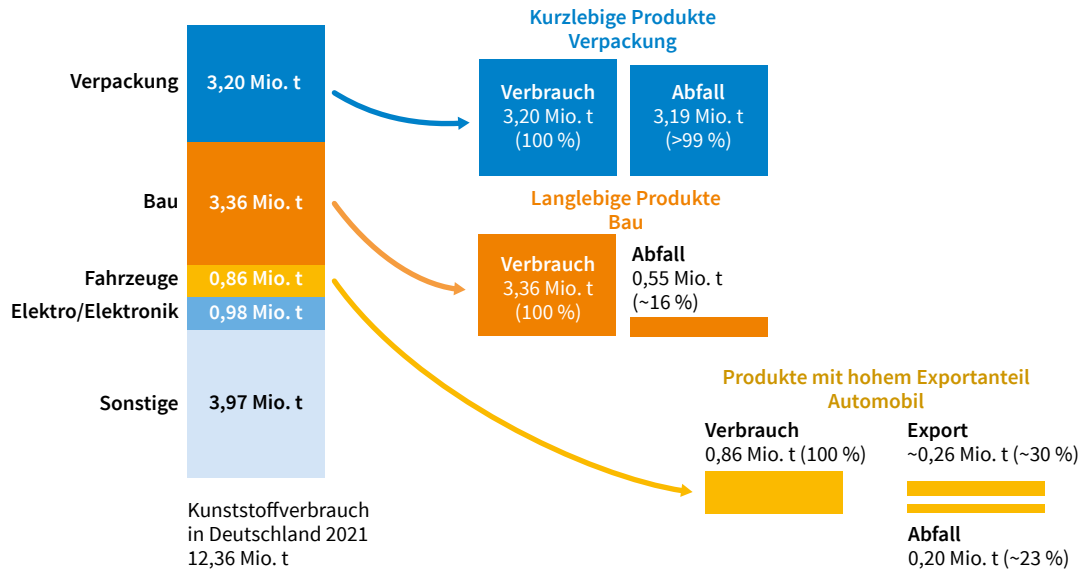 Verpackung
3,20 Mio. t
Bau
3,36 Mio. t
Fahrzeuge
0,86 Mio. t
Elektro/Elektronik
0,98 Mio. t
Sonstige
3,97 Mio. t
Kunststoffverbrauch
in Deutschland 2021
12,36 Mio. t
Kurzlebige Produkte
Verpackung
Verbrauch
3,20 Mio. t
(100 %)
Abfall
3,19 Mio. t
(>99 %)
Langlebige Produkte
Bau
Verbrauch
3,36 Mio. t
(100 %)
Abfall
0,55 Mio. t
(~16 %)
Produkte mit hohem Exportanteil
Automobil
Verbrauch
0,86 Mio. t (100 %)
Export
~0,26 Mio. t (~30 %)
Abfall
0,20 Mio. t (~23 %)